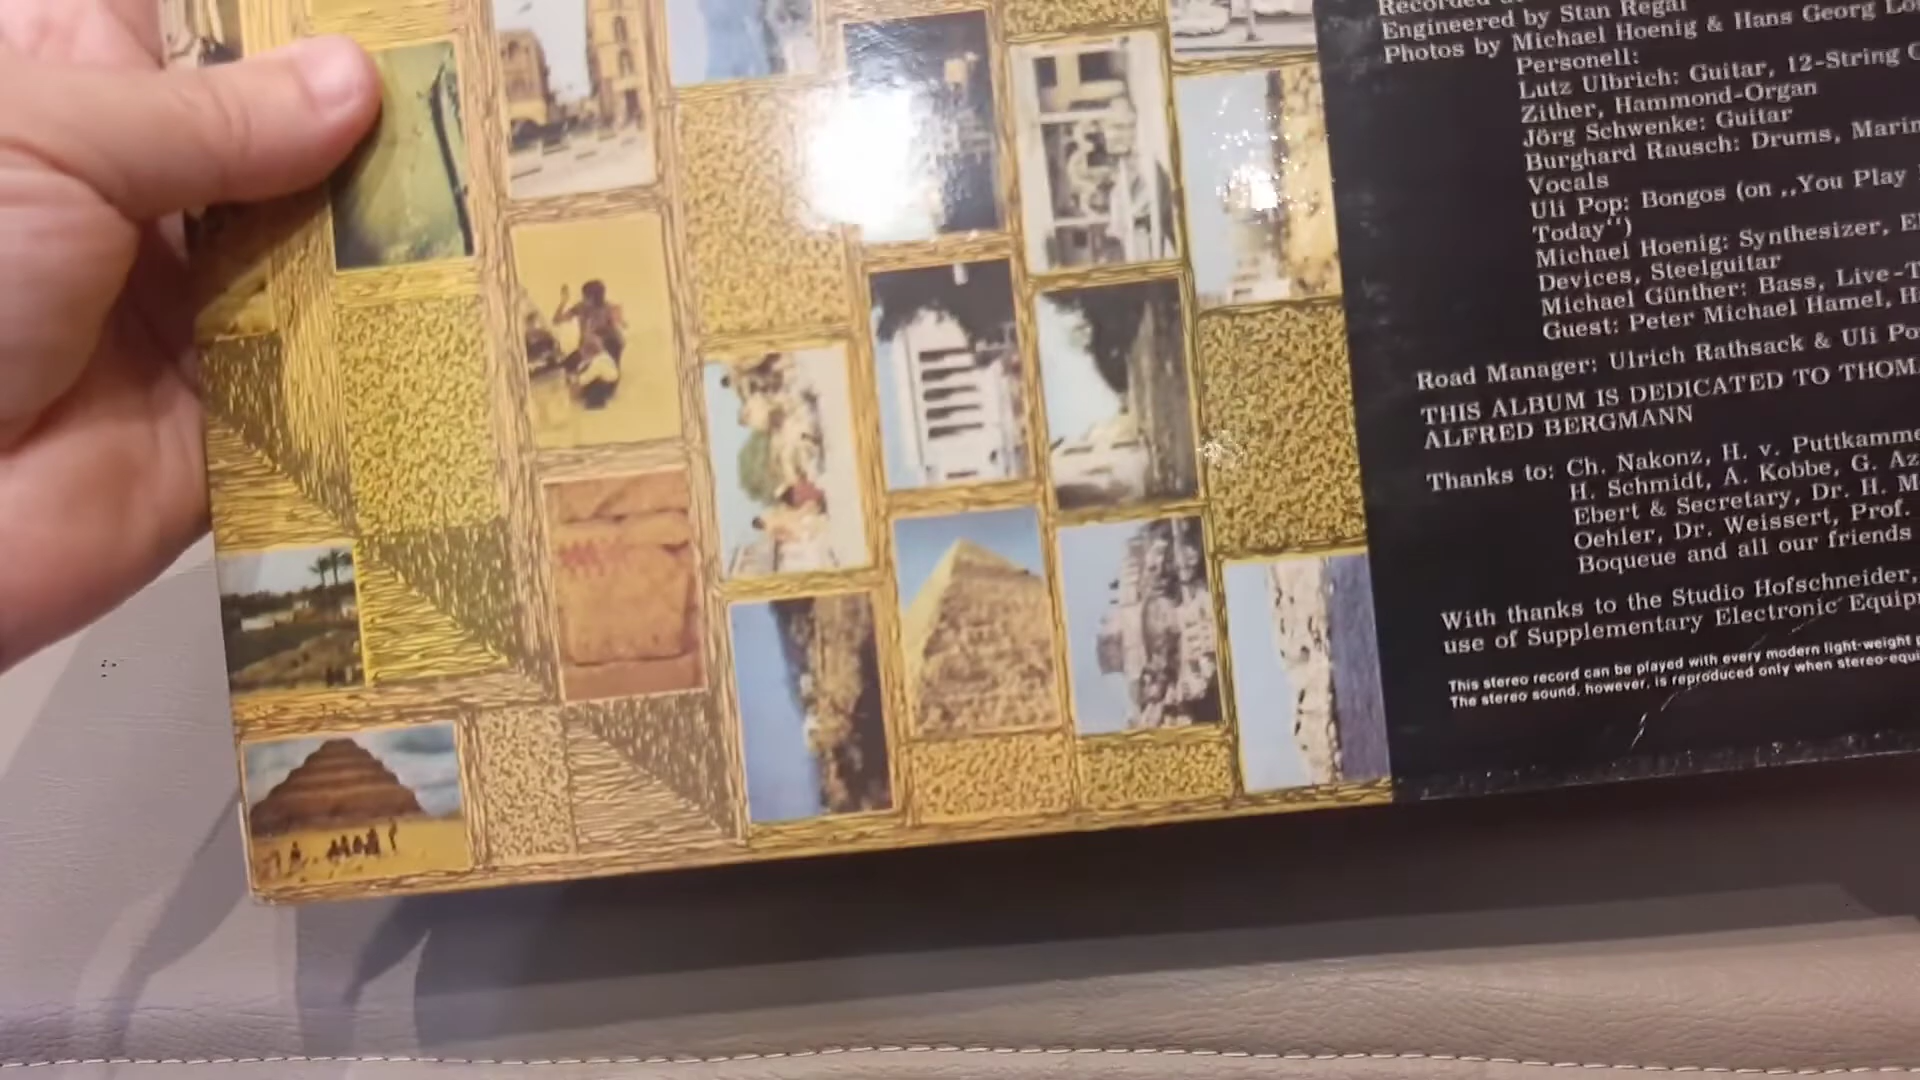 Recorded
Engineered by Stan Regal
Photos by Michael Hoenig & Hans Georg
Personell:
Lutz Ulbrich: Guitar, 12-String
Zither, Hammond-Organ
Jörg Schwenke: Guitar
Burghard Rausch: Drums,
Vocals
Uli Pop: Bongos (on ,,You Play
Today“)
Michael Hoenig: Synthesizer,
Devices, Steelguitar
Michael Günther: Bass, Live-T
Guest: Peter Michael Hamel,
Road Manager: Ulrich Rathsack & Uli
THIS ALBUM IS DEDICATED TO
ALFRED BERGMANN
Thanks to: Ch. Nakonz, H. v. Puttkamme
H. Schmidt, A. Kobbe, G.
Ebert & Secretary, Dr. H. M
Oehler, Dr. Weissert, Prof.
Boqueue and all our friends
With thanks to the Studio Hofschneider,
use of Supplementary Electronic
This stereo record can be played with every modern light-weight
The stereo sound, however, is reproduced only when